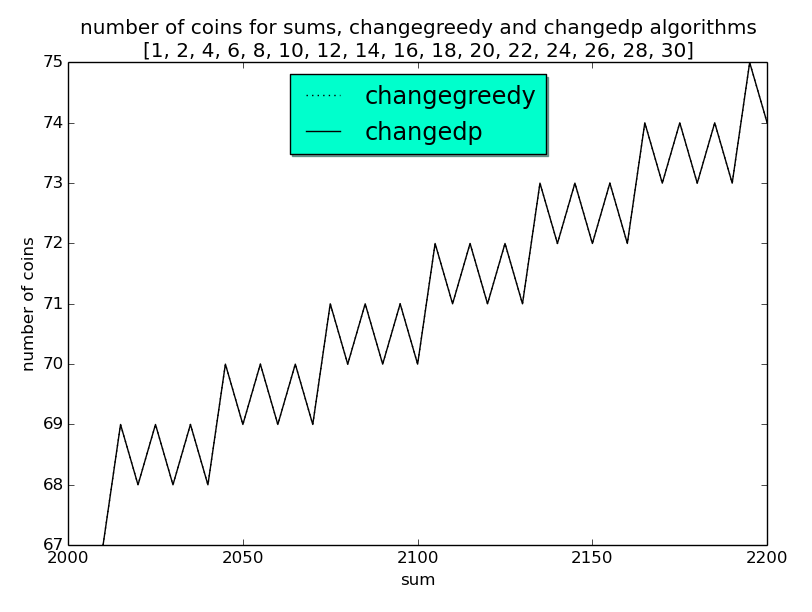 number of coins for sums, changegreedy and changedp algorithms
[1, 2, 4, 6, 8, 10, 12, 14, 16, 18, 20, 22, 24, 26, 28, 30]
changegreedy
changedp
75
74
73
72
71
70
69
68
67
number of coins
2000
2050
2100
2150
2200
sum